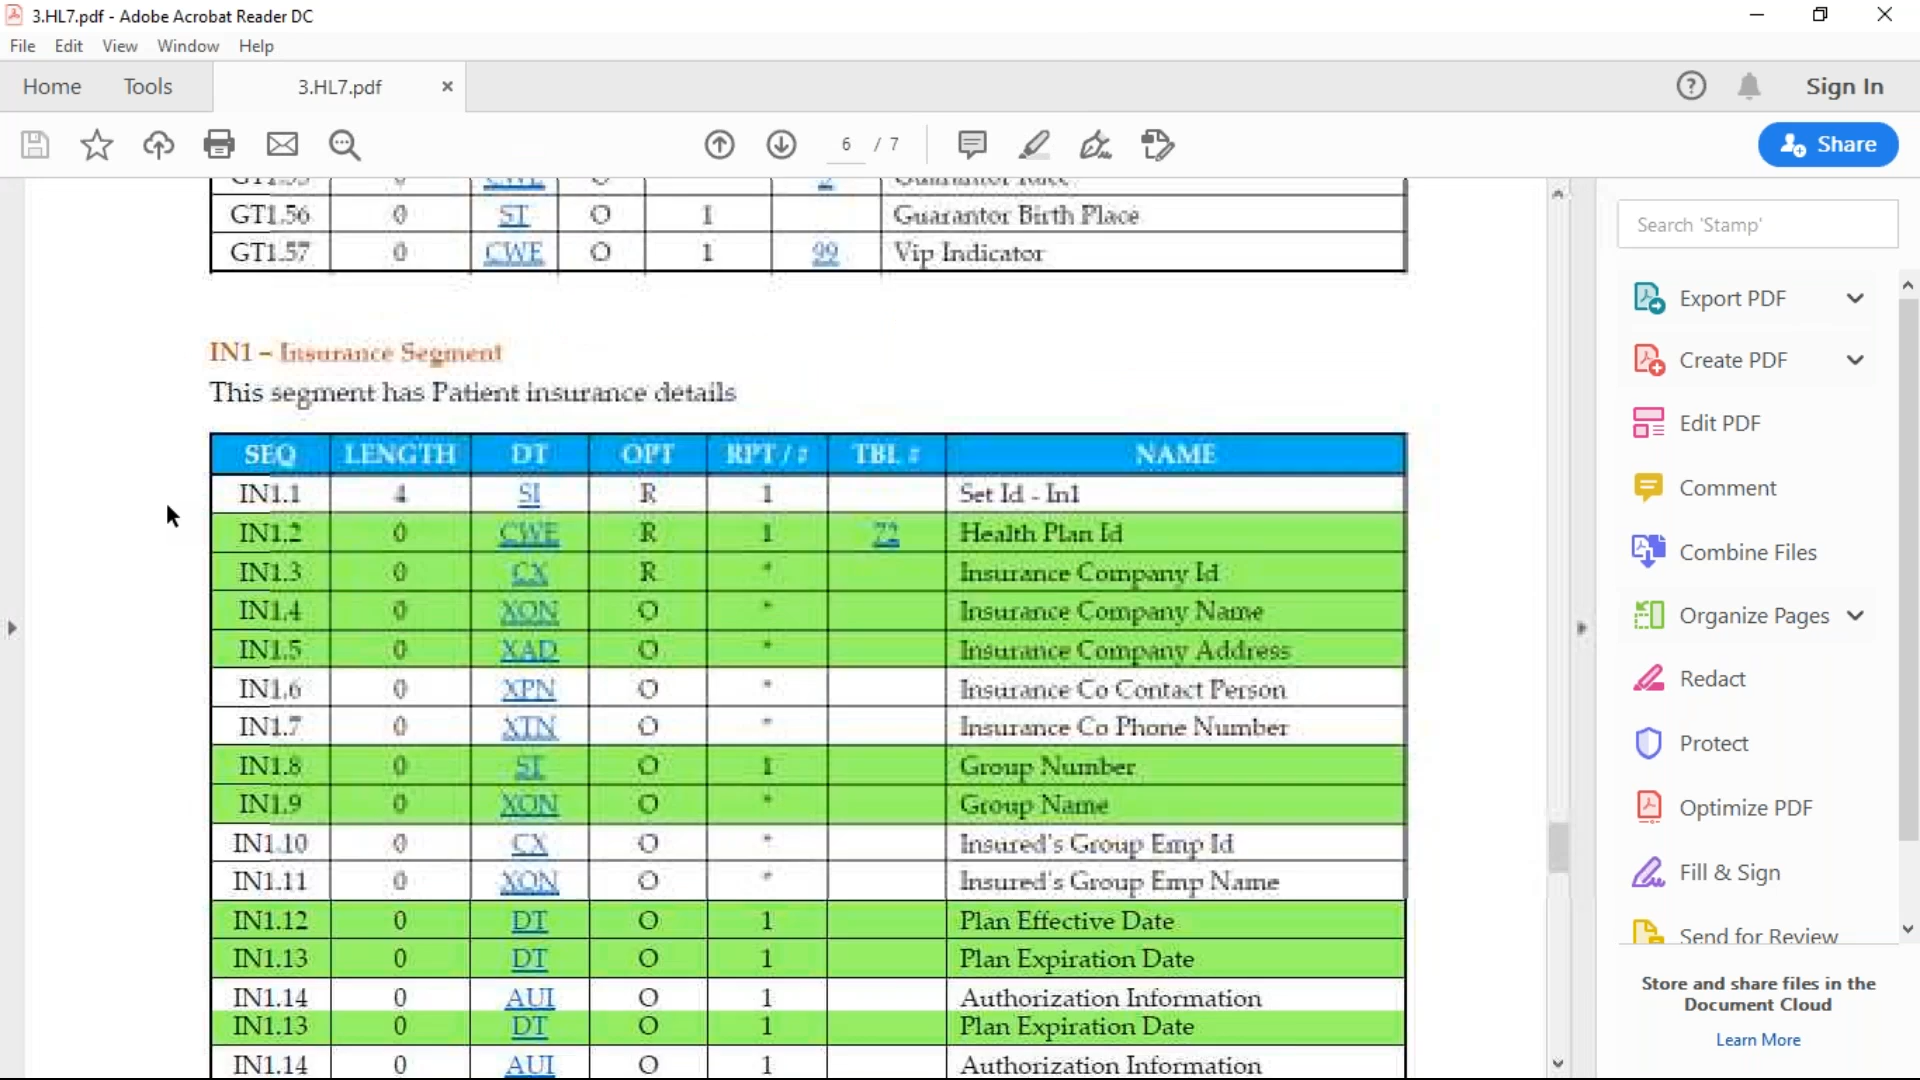 3.HL7.pdf - Adobe Acrobat Reader DC
File Edit View Window Help
Home Tools 3.HL7.pdf Sign In
6 / 7 Share
GT1.56 0 ST O 1 Guarantor Birth Place
GT1.57 0 CWE O 1 99 Vip Indicator
IN1 – Insurance Segment
This segment has Patient insurance details
SEQ LENGTH DT OPT RPT / # TBL # NAME
IN1.1 4 SI R 1 Set Id - In1
IN1.2 0 CWE R 1 72 Health Plan Id
IN1.3 0 CX R * Insurance Company Id
IN1.4 0 XON O * Insurance Company Name
IN1.5 0 XAD O * Insurance Company Address
IN1.6 0 XPN O * Insurance Co Contact Person
IN1.7 0 XTN O * Insurance Co Phone Number
IN1.8 0 ST O 1 Group Number
IN1.9 0 XON O * Group Name
IN1.10 0 CX O * Insured's Group Emp Id
IN1.11 0 XON O * Insured's Group Emp Name
IN1.12 0 DT O 1 Plan Effective Date
IN1.13 0 DT O 1 Plan Expiration Date
IN1.14 0 AUI O 1 Authorization Information
IN1.13 0 DT O 1 Plan Expiration Date
IN1.14 0 AUI O 1 Authorization Information
Search 'Stamp'
Export PDF
Create PDF
Edit PDF
Comment
Combine Files
Organize Pages
Redact
Protect
Optimize PDF
Fill & Sign
Send for Review
Store and share files in the
Document Cloud
Learn More